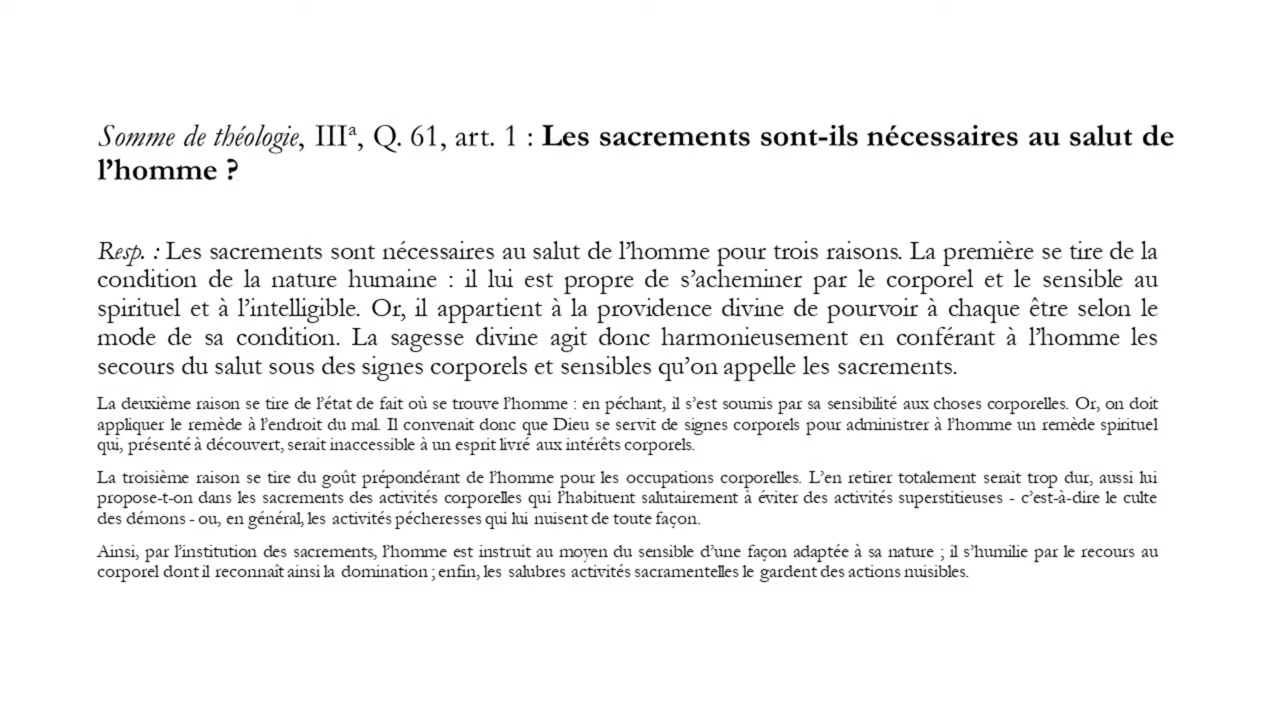 Somme de théologie, IIIª, Q. 61, art. 1 : Les sacrements sont-ils nécessaires au salut de
l’homme ?
Resp. : Les sacrements sont nécessaires au salut de l’homme pour trois raisons. La première se tire de la
condition de la nature humaine : il lui est propre de s’acheminer par le corporel et le sensible au
spirituel et à l’intelligible. Or, il appartient à la providence divine de pourvoir à chaque être selon le
mode de sa condition. La sagesse divine agit donc harmonieusement en conférant à l’homme les
secours du salut sous des signes corporels et sensibles qu’on appelle les sacrements.
La deuxième raison se tire de l’état de fait où se trouve l’homme : en péchant, il s’est soumis par sa sensibilité aux choses corporelles. Or, on doit
appliquer le remède à l’endroit du mal. Il convenait donc que Dieu se servit de signes corporels pour administrer à l’homme un remède spirituel
qui, présenté à découvert, serait inaccessible à un esprit livré aux intérêts corporels.
La troisième raison se tire du goût prépondérant de l’homme pour les occupations corporelles. L’en retirer totalement serait trop dur, aussi lui
propose-t-on dans les sacrements des activités corporelles qui l’habituent salutairement à éviter des activités superstitieuses - c’est-à-dire le culte
des démons - ou, en général, les activités pécheresses qui lui nuisent de toute façon.
Ainsi, par l’institution des sacrements, l’homme est instruit au moyen du sensible d’une façon adaptée à sa nature ; il s’humilie par le recours au
corporel dont il reconnaît ainsi la domination ; enfin, les salubres activités sacramentelles le gardent des actions nuisibles.